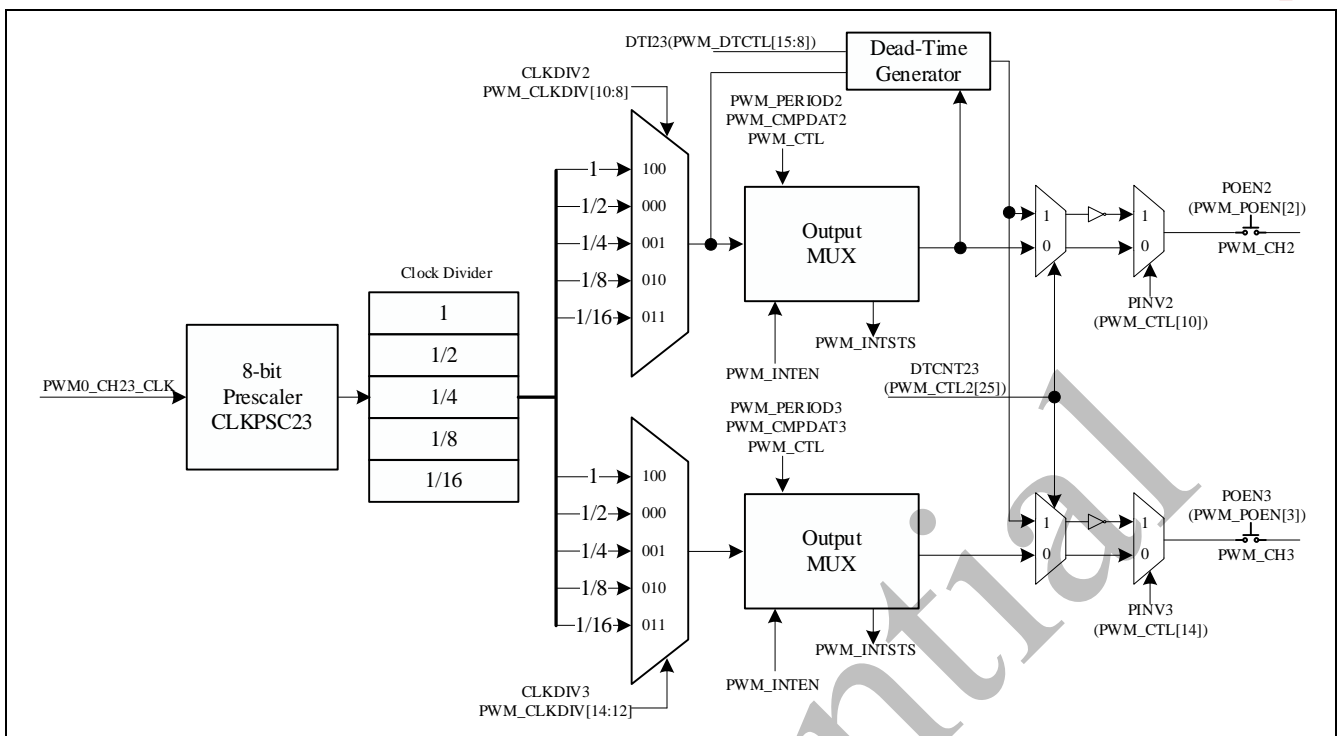 DTI23(PWM_DTCTL[15:8])
Dead-Time
Generator
CLKDIV2
PWM_CLKDIV[10:8]
PWM_PERIOD2
PWM_CMPDAT2
PWM_CTL
1
100
1/2
000
1/4
001
1/8
010
1/16
011
Output
MUX
PWM_INTEN
PWM_INTSTS
1
0
1
0
POEN2
(PWM_POEN[2])
PWM_CH2
PINV2
(PWM_CTL[10])
DTCNT23
(PWM_CTL2[25])
PWM0_CH23_CLK
8-bit
Prescaler
CLKPSC23
Clock Divider
1
1/2
1/4
1/8
1/16
PWM_PERIOD3
PWM_CMPDAT3
PWM_CTL
1
100
1/2
000
1/4
001
1/8
010
1/16
011
Output
MUX
PWM_INTEN
PWM_INTSTS
1
0
1
0
POEN3
(PWM_POEN[3])
PWM_CH3
PINV3
(PWM_CTL[14])
CLKDIV3
PWM_CLKDIV[14:12]
ntial